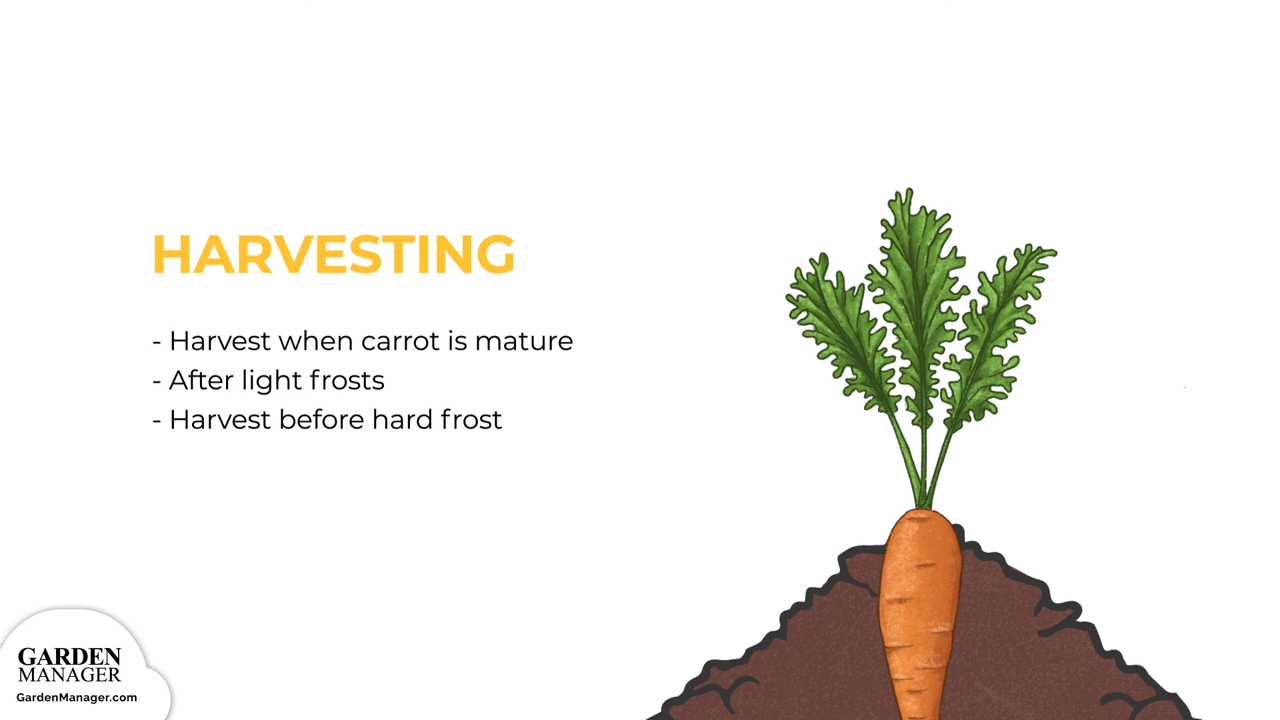 HARVESTING
- Harvest when carrot is mature
- After light frosts
- Harvest before hard frost
GARDEN
MANAGER
GardenManager.com